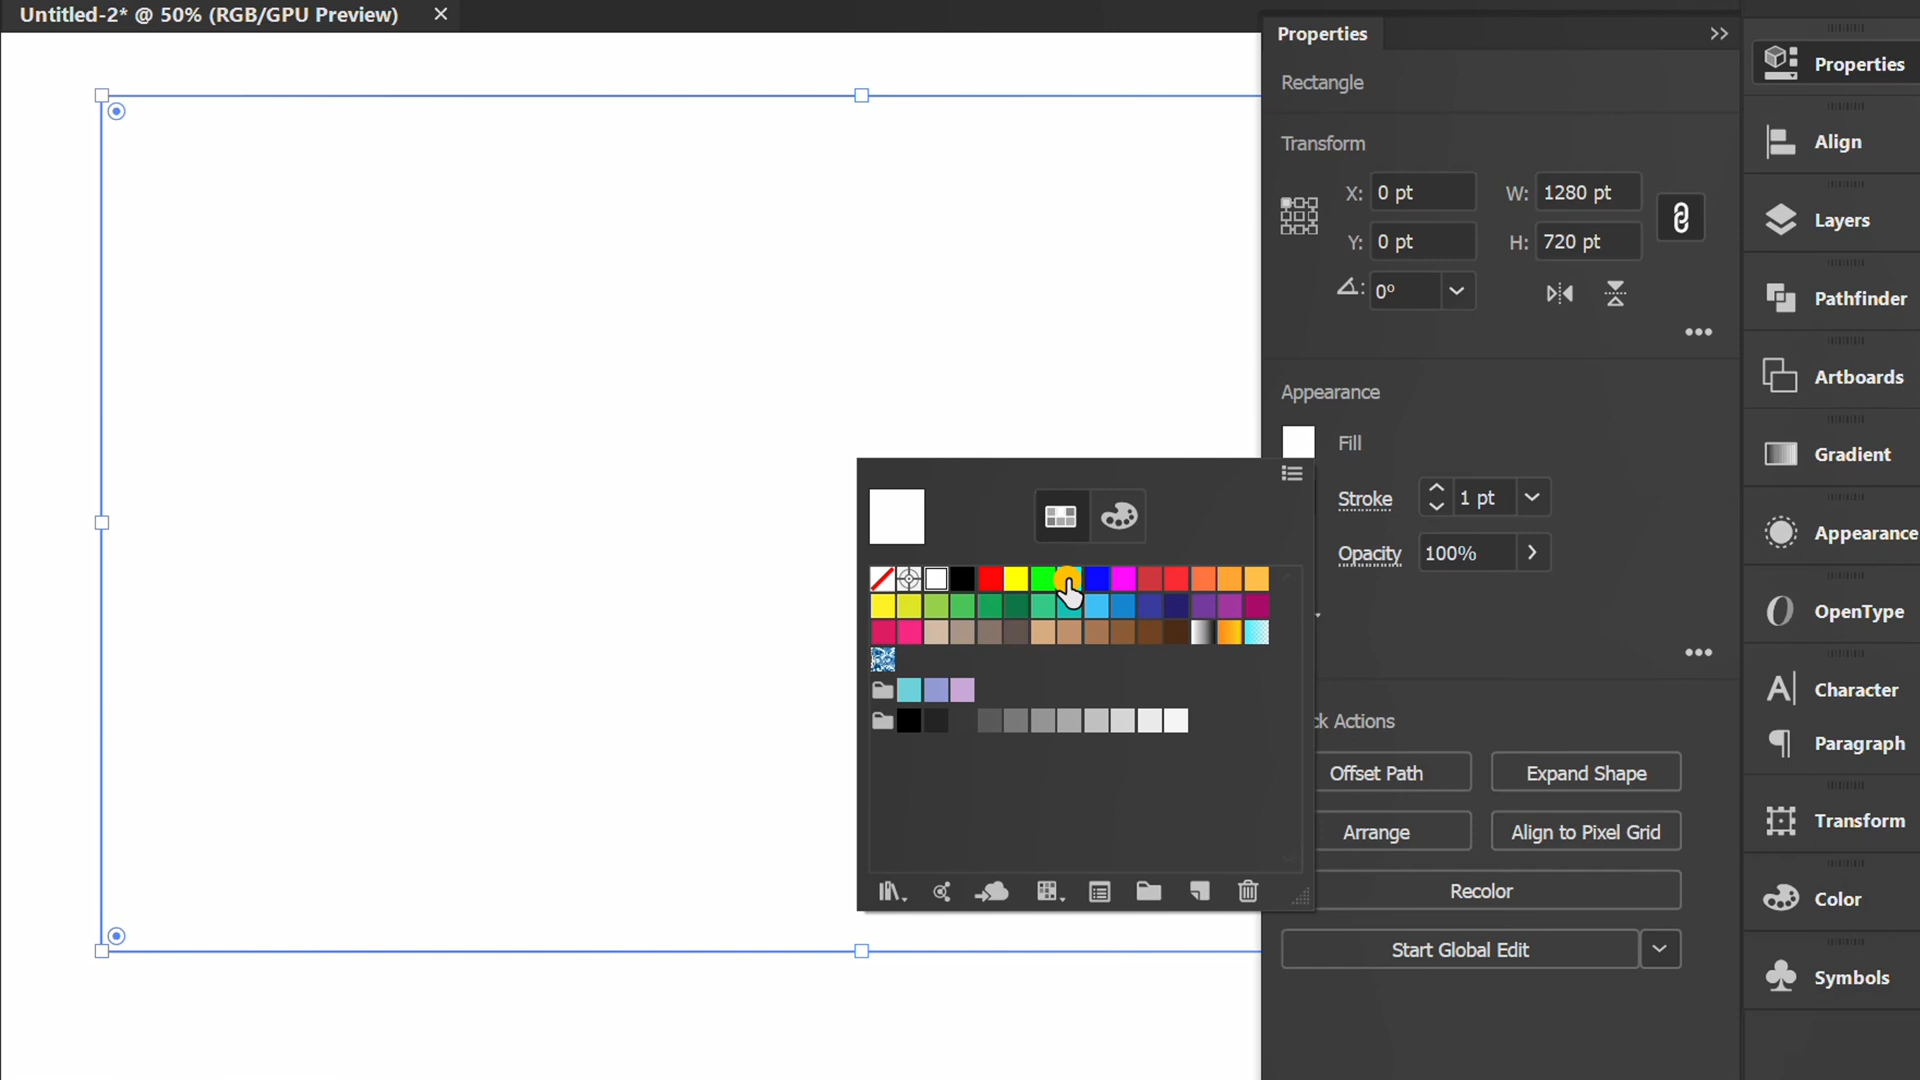 Untitled-2* @ 50% (RGB/GPU Preview)
Properties
Rectangle
Transform
X: 0 pt W: 1280 pt
Y: 0 pt H: 720 pt
0°
Appearance
Fill
Stroke 1 pt
Opacity 100%
ck Actions
Offset Path Expand Shape
Arrange Align to Pixel Grid
Recolor
Start Global Edit
Properties
Align
Layers
Pathfinder
Artboards
Gradient
Appearance
OpenType
Character
Paragraph
Transform
Color
Symbols